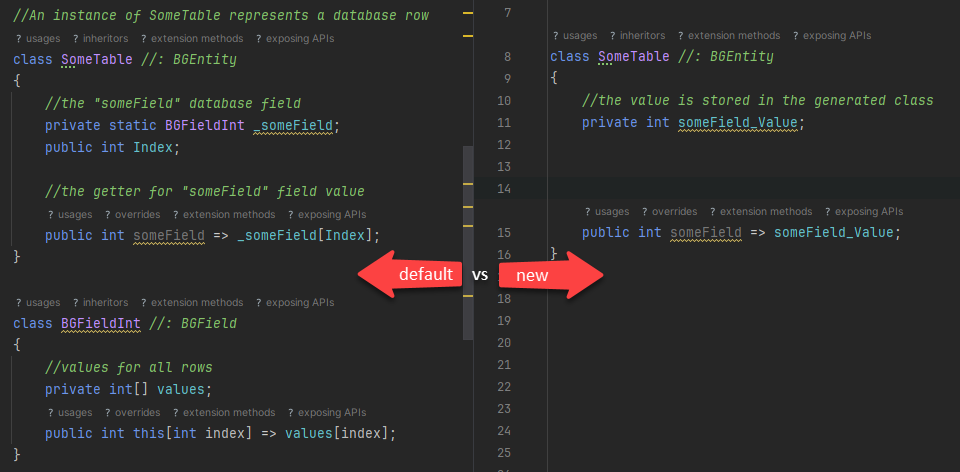 //An instance of SomeTable represents a database row
? usages ? inheritors ? extension methods ? exposing APIs
class SomeTable //: BGEntity
{
//the "someField" database field
private static BGFieldInt _someField;
public int Index;
//the getter for "someField" field value
? usages ? overrides ? extension methods ? exposing APIs
public int someField => _someField[Index];
}
? usages ? inheritors ? extension methods ? exposing APIs
class BGFieldInt //: BGField
{
//values for all rows
private int[] values;
? usages ? overrides ? extension methods ? exposing APIs
public int this[int index] => values[index];
}
default vs new
7
? usages ? inheritors ? extension methods ? exposing APIs
8 class SomeTable //: BGEntity
9 {
10 //the value is stored in the generated class
11 private int someField_Value;
12
13
14
? usages ? overrides ? extension methods ? exposing APIs
15 public int someField => someField_Value;
16 }
18
19
20
21
22
23
24
25